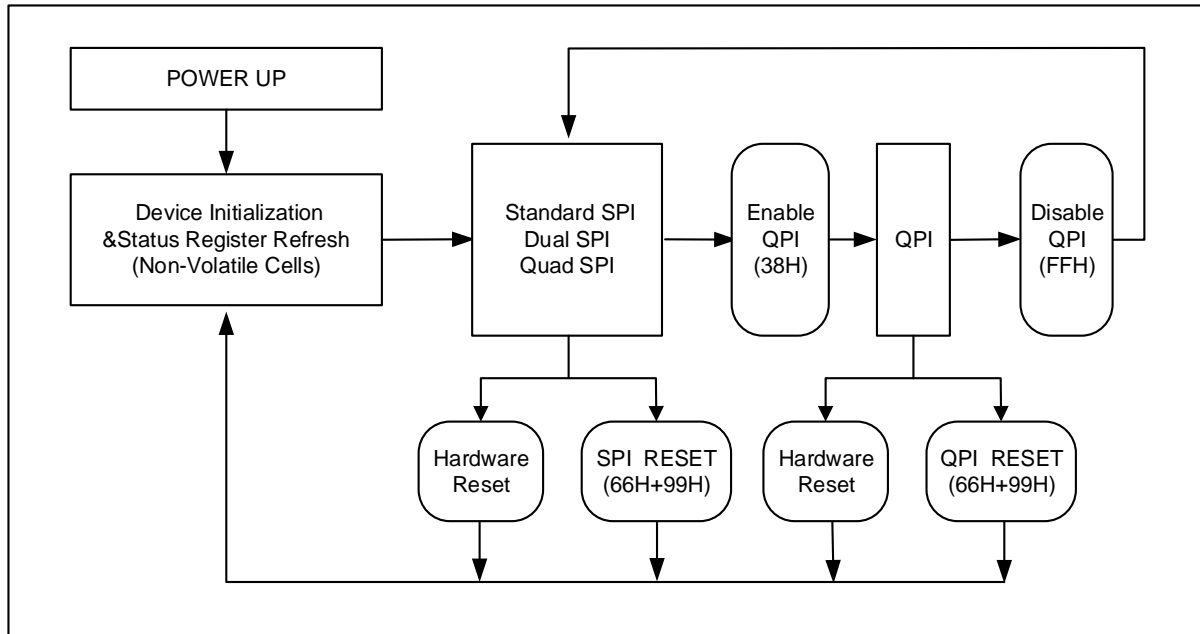 POWER UP
Device Initialization
&Status Register Refresh
(Non-Volatile Cells)
Standard SPI
Dual SPI
Quad SPI
Enable
QPI
(38H)
QPI
Disable
QPI
(FFH)
Hardware
Reset
SPI RESET
(66H+99H)
Hardware
Reset
QPI RESET
(66H+99H)